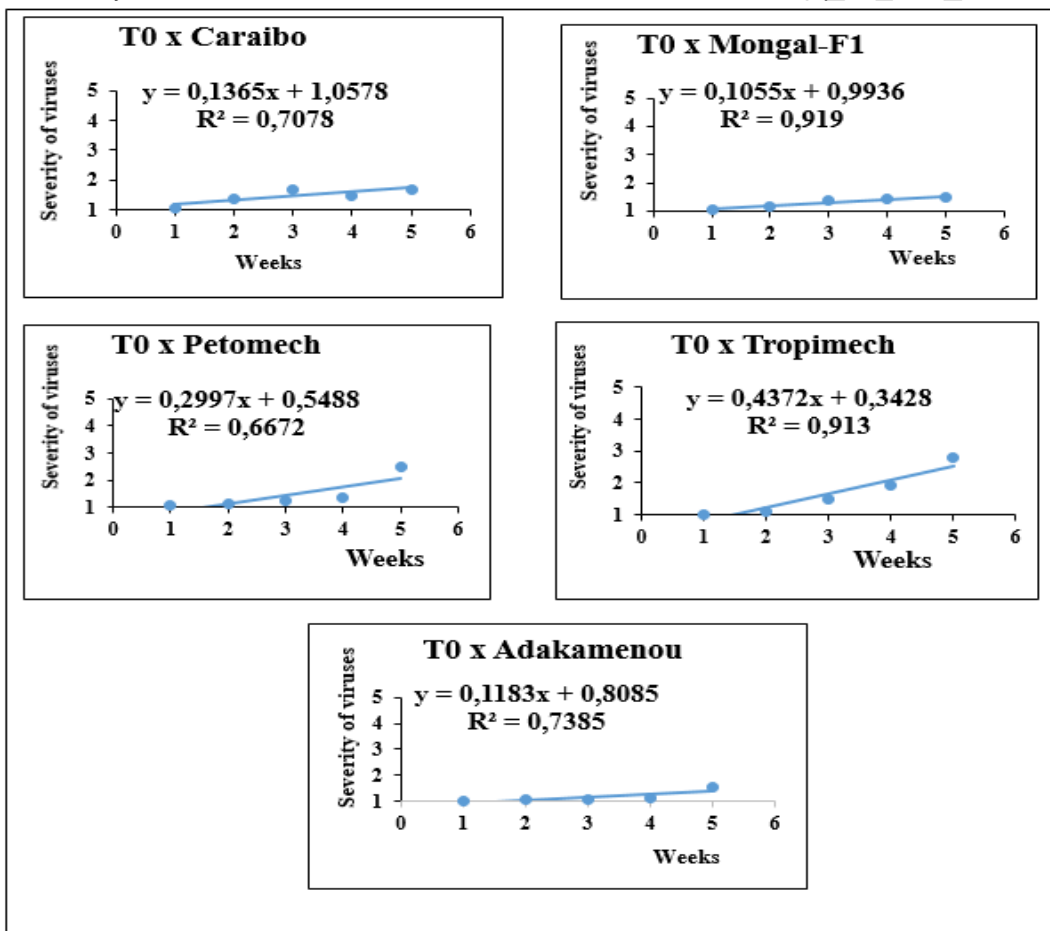 T0 x Caraibo
y = 0,1365x + 1,0578
R² = 0,7078
Severity of viruses
5
4
3
2
1
0 1 2 3 4 5 6
Weeks
T0 x Mongal-F1
y = 0,1055x + 0,9936
R² = 0,919
Severity of viruses
5
4
3
2
1
0 1 2 3 4 5 6
Weeks
T0 x Petomech
y = 0,2997x + 0,5488
R² = 0,6672
Severity of viruses
5
4
3
2
1
0 1 2 3 4 5 6
Weeks
T0 x Tropimech
y = 0,4372x + 0,3428
R² = 0,913
Severity of viruses
5
4
3
2
1
0 1 2 3 4 5 6
Weeks
T0 x Adakamenou
y = 0,1183x + 0,8085
R² = 0,7385
Severity of viruses
5
4
3
2
1
0 1 2 3 4 5 6
Weeks